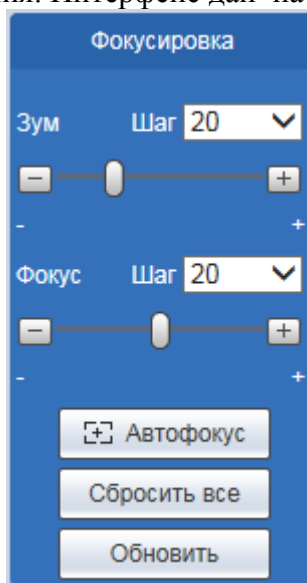 Фокусировка
Зум Шаг 20
- +
Фокус Шаг 20
- +
Автофокус
Сбросить все
Обновить